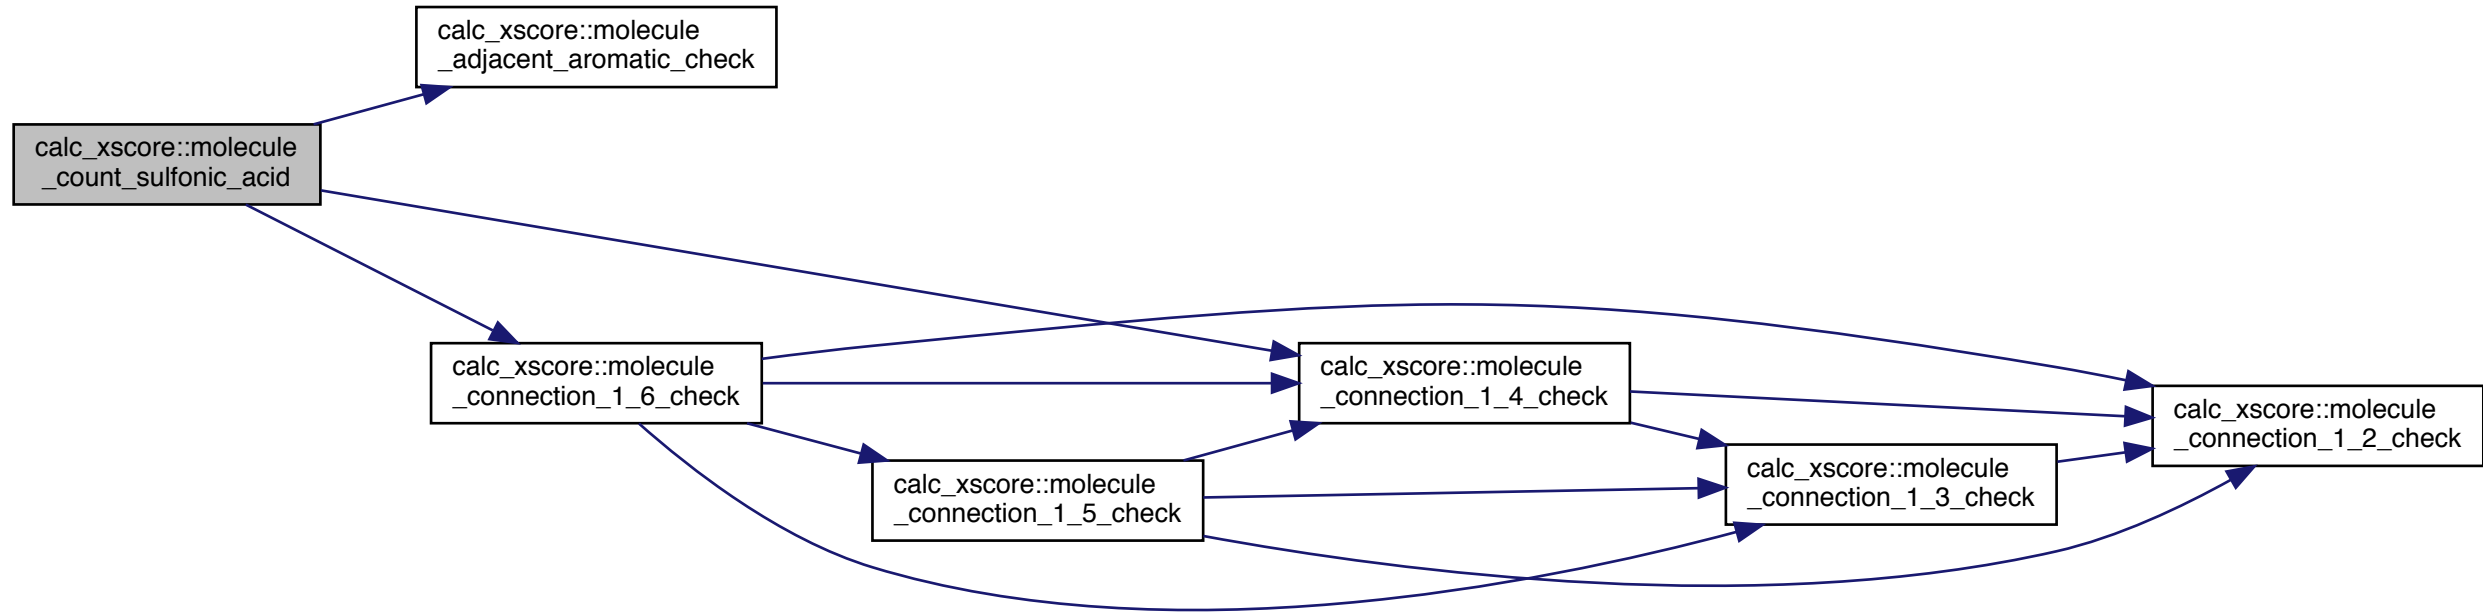 calc_xscore::molecule
_adjacent_aromatic_check
calc_xscore::molecule
_count_sulfonic_acid
calc_xscore::molecule
_connection_1_6_check
calc_xscore::molecule
_connection_1_4_check
calc_xscore::molecule
_connection_1_2_check
calc_xscore::molecule
_connection_1_5_check
calc_xscore::molecule
_connection_1_3_check